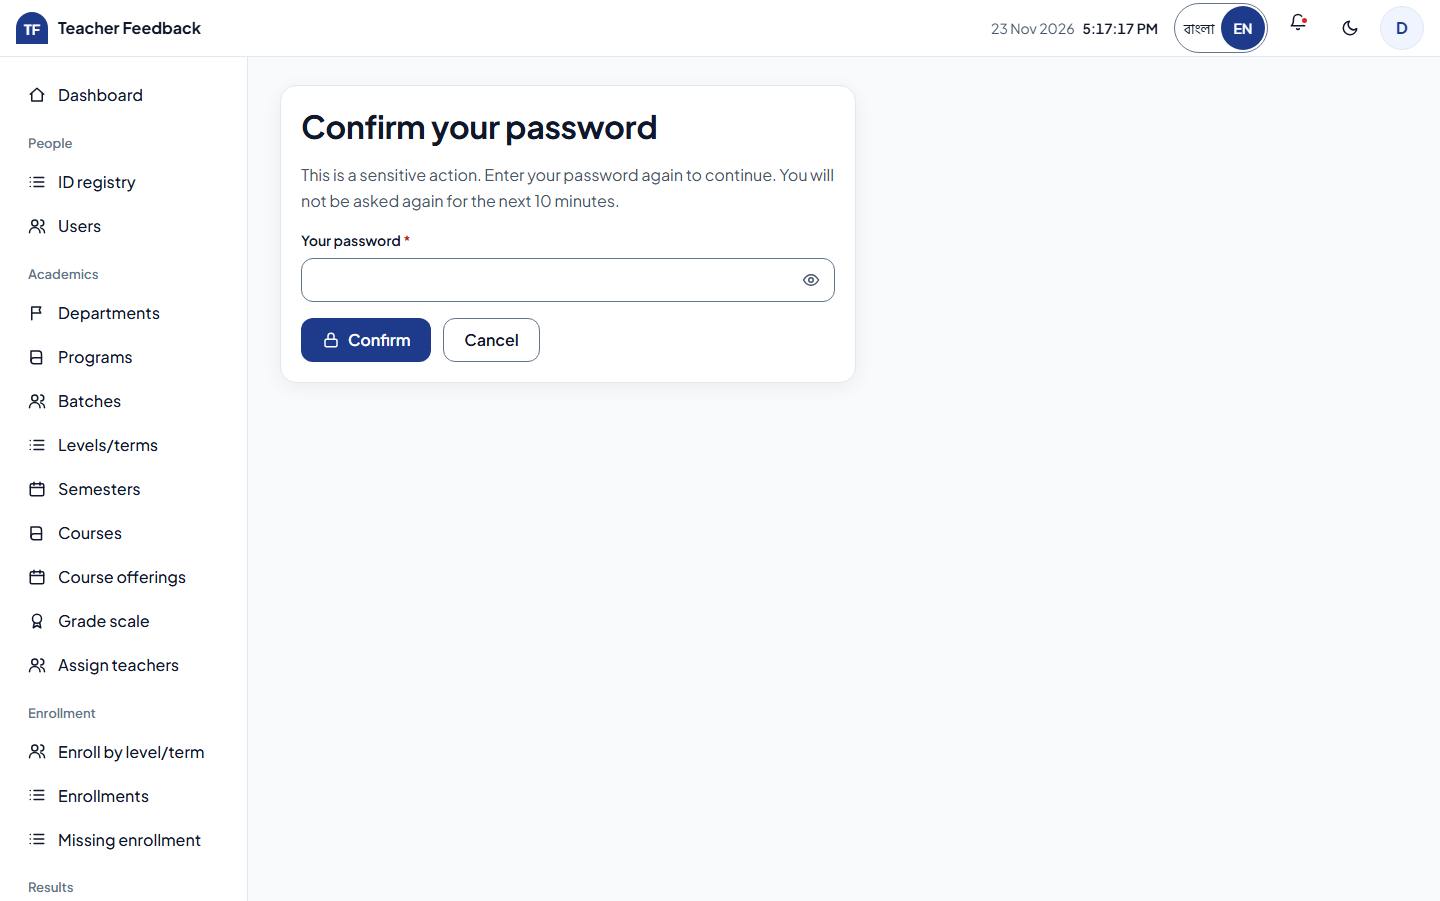 TF Teacher Feedback
23 Nov 2026 5:17:17 PM
বাংলা EN
D
Dashboard
People
ID registry
Users
Academics
Departments
Programs
Batches
Levels/terms
Semesters
Courses
Course offerings
Grade scale
Assign teachers
Enrollment
Enroll by level/term
Enrollments
Missing enrollment
Results
Confirm your password
This is a sensitive action. Enter your password again to continue. You will
not be asked again for the next 10 minutes.
Your password *
Confirm Cancel